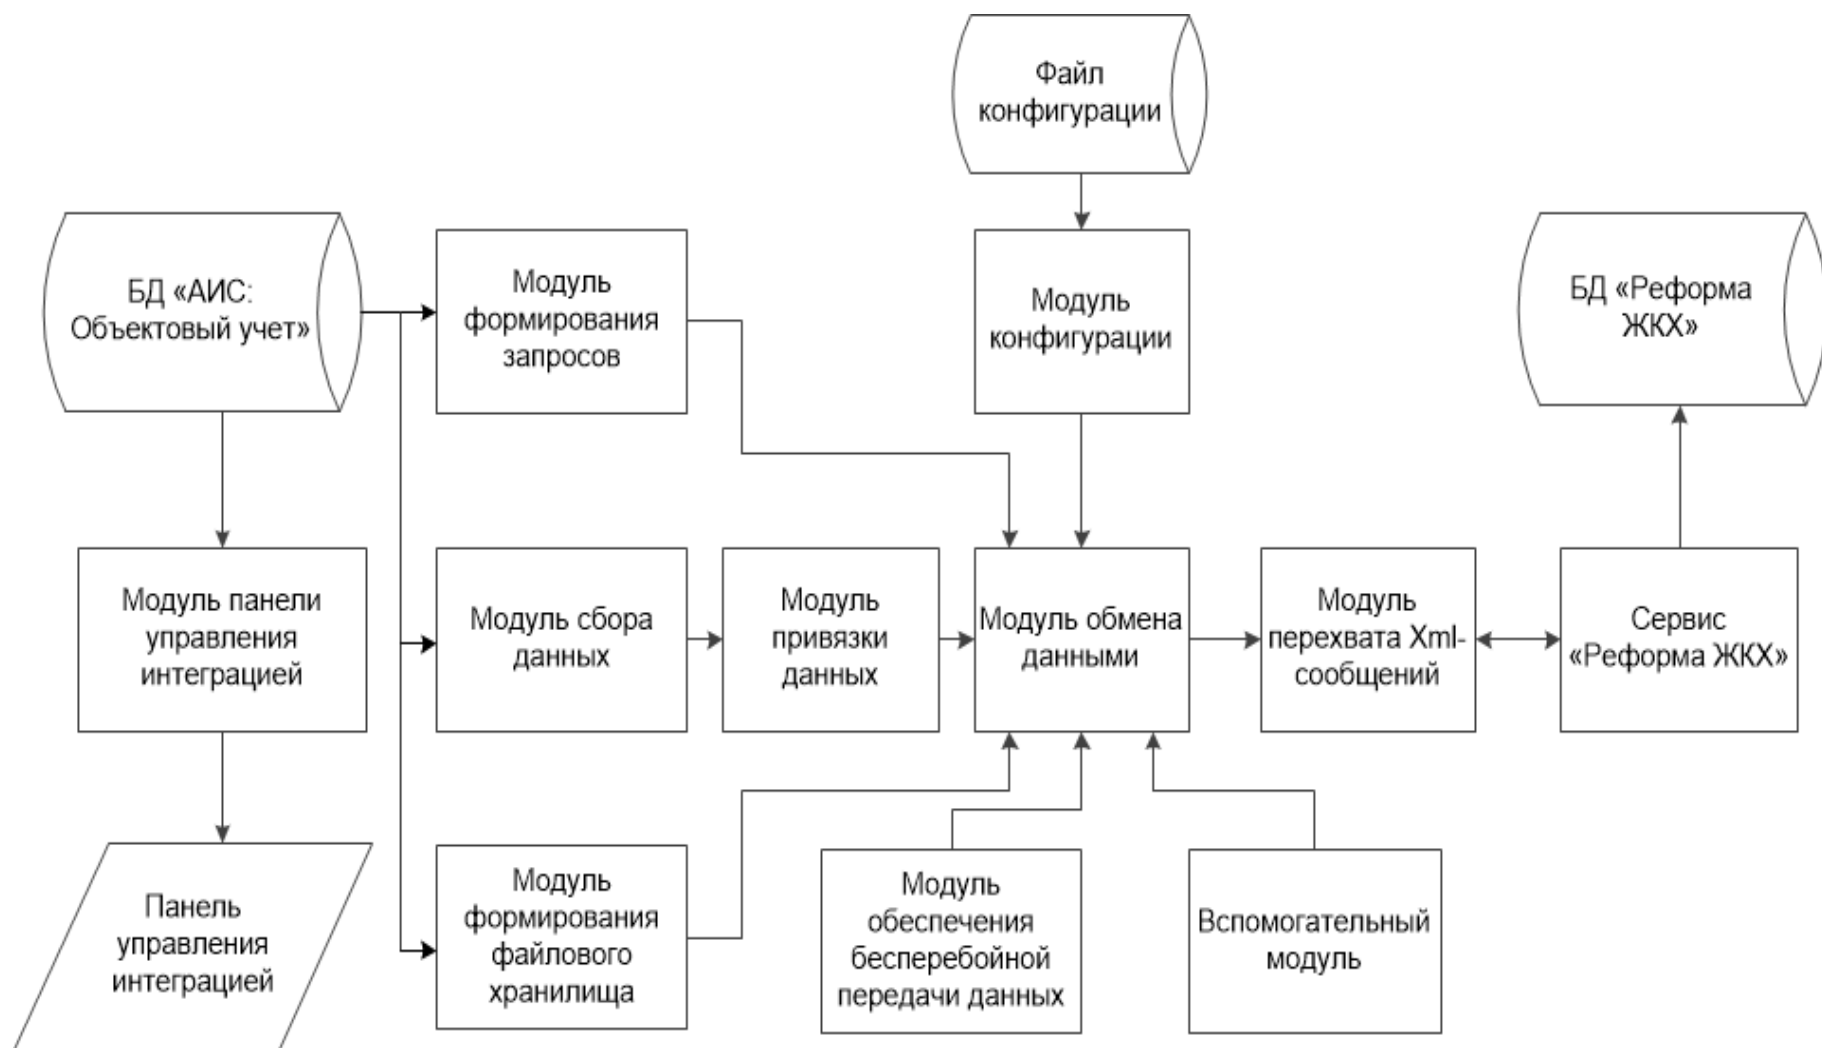 Файл
конфигурации
БД «АИС:
Объектовый учет»
Модуль
формирования
запросов
Модуль
конфигурации
БД «Реформа
ЖКХ»
Модуль панели
управления
интеграцией
Модуль сбора
данных
Модуль
привязки
данных
Модуль обмена
данными
Модуль
перехвата Xml-
сообщений
Сервис
«Реформа ЖКХ»
Панель
управления
интеграцией
Модуль
формирования
файлового
хранилища
Модуль
обеспечения
бесперебойной
передачи данных
Вспомогательный
модуль